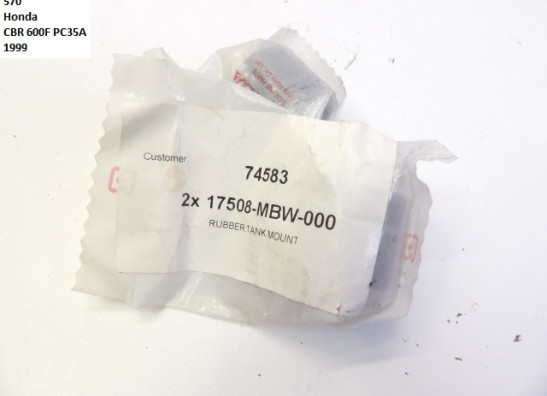 570
Honda
CBR 600F PC35A
1999
Customer
74583
2x 17508-MBW-000
RUBBER TANK MOUNT